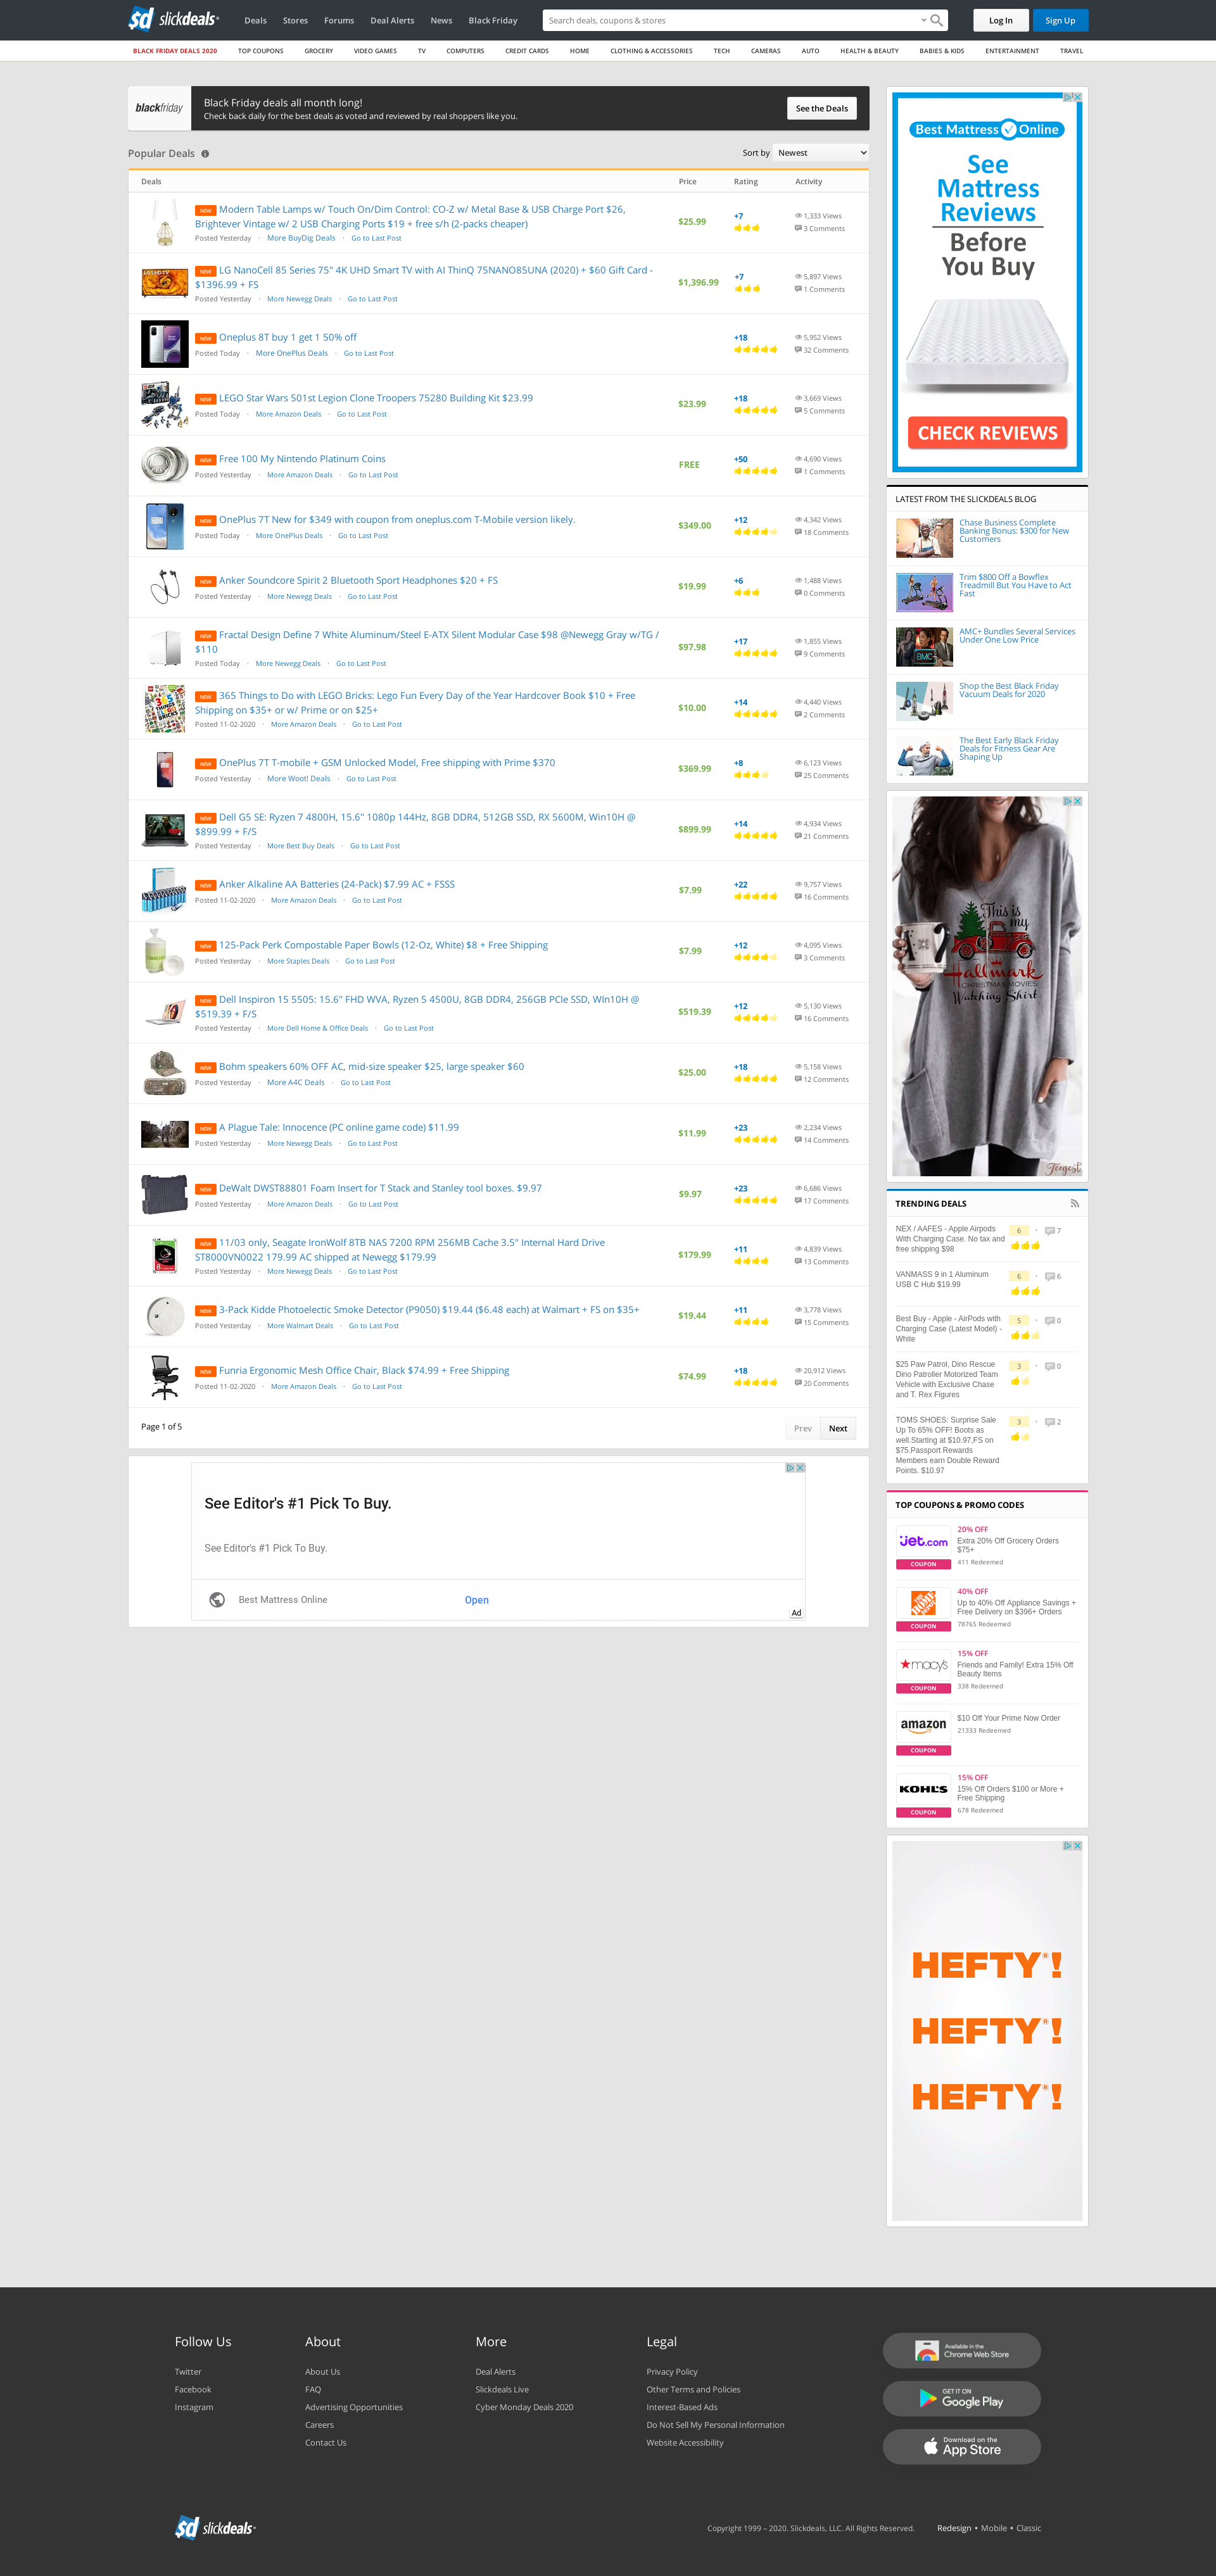 slickdeals
Deals Stores Forums Deal Alerts News Black Friday
Search deals, coupons & stores
Log In
Sign Up
BLACK FRIDAY DEALS 2020 TOP COUPONS GROCERY VIDEO GAMES TV COMPUTERS CREDIT CARDS HOME CLOTHING & ACCESSORIES TECH CAMERAS AUTO HEALTH & BEAUTY BABIES & KIDS ENTERTAINMENT TRAVEL
blackfriday
Black Friday deals all month long!
Check back daily for the best deals as voted and reviewed by real shoppers like you.
See the Deals
Popular Deals
Sort by Newest
Deals Price Rating Activity
NEW Modern Table Lamps w/ Touch On/Dim Control: CO-Z w/ Metal Base & USB Charge Port $26,
Brightever Vintage w/ 2 USB Charging Ports $19 + free s/h (2-packs cheaper)
Posted Yesterday · More BuyDig Deals · Go to Last Post
$25.99
+7
1,333 Views
3 Comments
NEW LG NanoCell 85 Series 75" 4K UHD Smart TV with AI ThinQ 75NANO85UNA (2020) + $60 Gift Card -
$1396.99 + FS
Posted Yesterday · More Newegg Deals · Go to Last Post
$1,396.99
+7
5,897 Views
1 Comments
NEW Oneplus 8T buy 1 get 1 50% off
Posted Today · More OnePlus Deals · Go to Last Post
+18
5,952 Views
32 Comments
NEW LEGO Star Wars 501st Legion Clone Troopers 75280 Building Kit $23.99
Posted Today · More Amazon Deals · Go to Last Post
$23.99
+18
3,669 Views
5 Comments
NEW Free 100 My Nintendo Platinum Coins
Posted Yesterday · More Amazon Deals · Go to Last Post
FREE
+50
4,690 Views
1 Comments
NEW OnePlus 7T New for $349 with coupon from oneplus.com T-Mobile version likely.
Posted Today · More OnePlus Deals · Go to Last Post
$349.00
+12
4,342 Views
18 Comments
NEW Anker Soundcore Spirit 2 Bluetooth Sport Headphones $20 + FS
Posted Yesterday · More Newegg Deals · Go to Last Post
$19.99
+6
1,488 Views
0 Comments
NEW Fractal Design Define 7 White Aluminum/Steel E-ATX Silent Modular Case $98 @Newegg Gray w/TG /
$110
Posted Today · More Newegg Deals · Go to Last Post
$97.98
+17
1,855 Views
9 Comments
NEW 365 Things to Do with LEGO Bricks: Lego Fun Every Day of the Year Hardcover Book $10 + Free
Shipping on $35+ or w/ Prime or on $25+
Posted 11-02-2020 · More Amazon Deals · Go to Last Post
$10.00
+14
4,440 Views
2 Comments
NEW OnePlus 7T T-mobile + GSM Unlocked Model, Free shipping with Prime $370
Posted Yesterday · More Woot! Deals · Go to Last Post
$369.99
+8
6,123 Views
25 Comments
NEW Dell G5 SE: Ryzen 7 4800H, 15.6" 1080p 144Hz, 8GB DDR4, 512GB SSD, RX 5600M, Win10H @
$899.99 + F/S
Posted Yesterday · More Best Buy Deals · Go to Last Post
$899.99
+14
4,934 Views
21 Comments
NEW Anker Alkaline AA Batteries (24-Pack) $7.99 AC + FSSS
Posted 11-02-2020 · More Amazon Deals · Go to Last Post
$7.99
+22
9,757 Views
16 Comments
NEW 125-Pack Perk Compostable Paper Bowls (12-Oz, White) $8 + Free Shipping
Posted Yesterday · More Staples Deals · Go to Last Post
$7.99
+12
4,095 Views
3 Comments
NEW Dell Inspiron 15 5505: 15.6" FHD WVA, Ryzen 5 4500U, 8GB DDR4, 256GB PCIe SSD, WIn10H @
$519.39 + F/S
Posted Yesterday · More Dell Home & Office Deals · Go to Last Post
$519.39
+12
5,130 Views
16 Comments
NEW Bohm speakers 60% OFF AC, mid-size speaker $25, large speaker $60
Posted Yesterday · More A4C Deals · Go to Last Post
$25.00
+18
5,158 Views
12 Comments
NEW A Plague Tale: Innocence (PC online game code) $11.99
Posted Yesterday · More Newegg Deals · Go to Last Post
$11.99
+23
2,234 Views
14 Comments
NEW DeWalt DWST88801 Foam Insert for T Stack and Stanley tool boxes. $9.97
Posted Yesterday · More Amazon Deals · Go to Last Post
$9.97
+23
6,686 Views
17 Comments
NEW 11/03 only, Seagate IronWolf 8TB NAS 7200 RPM 256MB Cache 3.5" Internal Hard Drive
ST8000VN0022 179.99 AC shipped at Newegg $179.99
Posted Yesterday · More Newegg Deals · Go to Last Post
$179.99
+11
4,839 Views
13 Comments
NEW 3-Pack Kidde Photoelectic Smoke Detector (P9050) $19.44 ($6.48 each) at Walmart + FS on $35+
Posted Yesterday · More Walmart Deals · Go to Last Post
$19.44
+11
3,778 Views
15 Comments
NEW Funria Ergonomic Mesh Office Chair, Black $74.99 + Free Shipping
Posted 11-02-2020 · More Amazon Deals · Go to Last Post
$74.99
+18
20,912 Views
20 Comments
Page 1 of 5
Prev Next
See Editor's #1 Pick To Buy.
See Editor's #1 Pick To Buy.
Best Mattress Online
Open
Ad
Best Mattress Online
See
Mattress
Reviews
Before
You Buy
CHECK REVIEWS
LATEST FROM THE SLICKDEALS BLOG
Chase Business Complete
Banking Bonus: $300 for New
Customers
Trim $800 Off a Bowflex
Treadmill But You Have to Act
Fast
AMC+ Bundles Several Services
Under One Low Price
Shop the Best Black Friday
Vacuum Deals for 2020
The Best Early Black Friday
Deals for Fitness Gear Are
Shaping Up
This is my
Hallmark
CHRISTMAS MOVIES
Watching Shirt
Teegest
TRENDING DEALS
NEX / AAFES - Apple Airpods
With Charging Case. No tax and
free shipping $98
6 • 7
VANMASS 9 in 1 Aluminum
USB C Hub $19.99
6 • 6
Best Buy - Apple - AirPods with
Charging Case (Latest Model) -
White
5 • 0
$25 Paw Patrol, Dino Rescue
Dino Patroller Motorized Team
Vehicle with Exclusive Chase
and T. Rex Figures
3 • 0
TOMS SHOES: Surprise Sale
Up To 65% OFF! Boots as
well.Starting at $10.97,FS on
$75.Passport Rewards
Members earn Double Reward
Points. $10.97
3 • 2
TOP COUPONS & PROMO CODES
jet.com
COUPON
20% OFF
Extra 20% Off Grocery Orders
$75+
411 Redeemed
COUPON
40% OFF
Up to 40% Off Appliance Savings +
Free Delivery on $396+ Orders
78765 Redeemed
macy's
COUPON
15% OFF
Friends and Family! Extra 15% Off
Beauty Items
338 Redeemed
amazon
COUPON
$10 Off Your Prime Now Order
21333 Redeemed
KOHL'S
COUPON
15% OFF
15% Off Orders $100 or More +
Free Shipping
678 Redeemed
HEFTY!
HEFTY!
HEFTY!
Follow Us
Twitter
Facebook
Instagram
About
About Us
FAQ
Advertising Opportunities
Careers
Contact Us
More
Deal Alerts
Slickdeals Live
Cyber Monday Deals 2020
Legal
Privacy Policy
Other Terms and Policies
Interest-Based Ads
Do Not Sell My Personal Information
Website Accessibility
Available in the
Chrome Web Store
GET IT ON
Google Play
Download on the
App Store
slickdeals
Copyright 1999 – 2020. Slickdeals, LLC. All Rights Reserved.
Redesign • Mobile • Classic